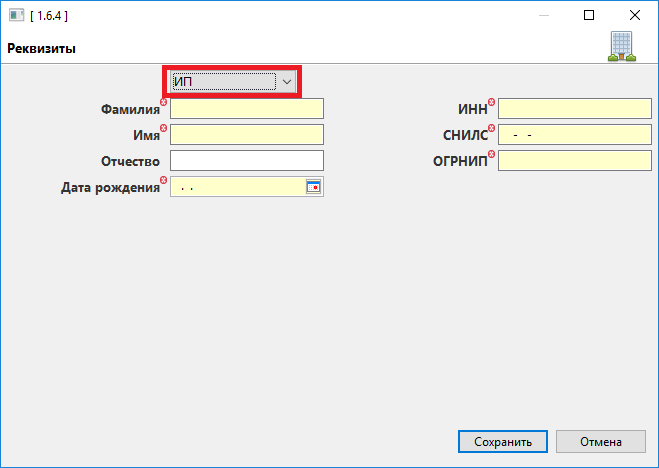 [ 1.6.4 ]
Реквизиты
ИП
Фамилия
ИНН
Имя
СНИЛС - -
Отчество
ОГРНИП
Дата рождения . .
Сохранить
Отмена